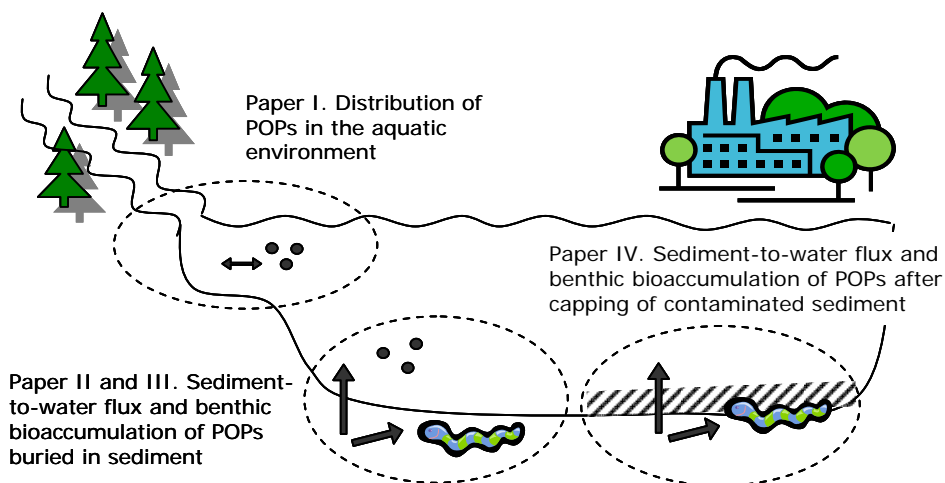 Paper I. Distribution of
POPs in the aquatic
environment
Paper IV. Sediment-to-water flux and
benthic bioaccumulation of POPs after
capping of contaminated sediment
Paper II and III. Sediment-
to-water flux and benthic
bioaccumulation of POPs
buried in sediment